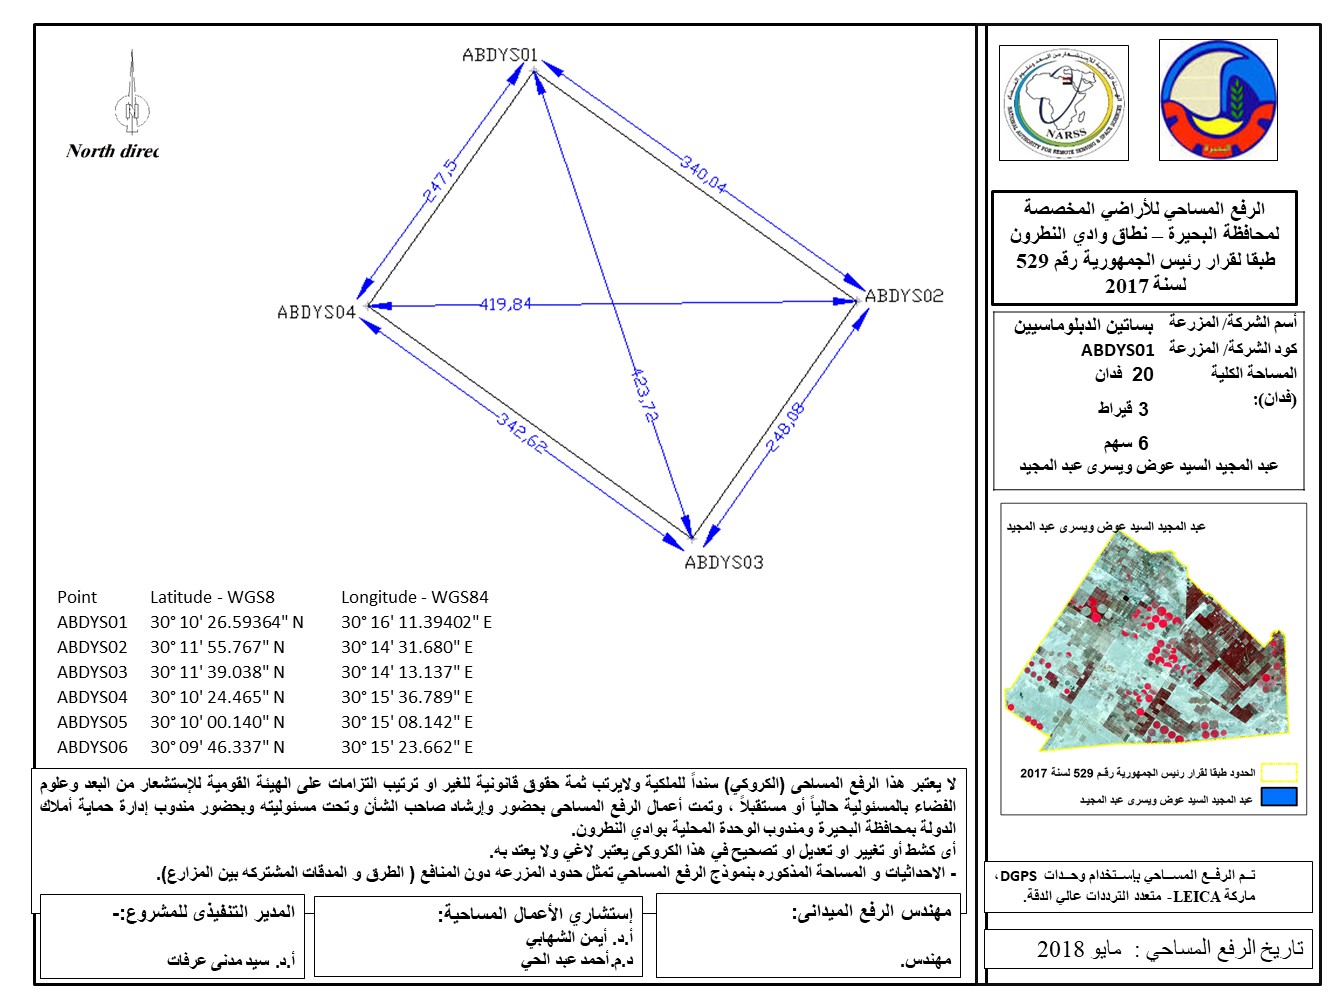 ABDYS01
340,04
247,5
419,84
423,72
342,62
248,08
ABDYS02
ABDYS04
ABDYS03
North direc
Point Latitude - WGS8 Longitude - WGS84
ABDYS01 30° 10' 26.59364" N 30° 16' 11.39402" E
ABDYS02 30° 11' 55.767" N 30° 14' 31.680" E
ABDYS03 30° 11' 39.038" N 30° 14' 13.137" E
ABDYS04 30° 10' 24.465" N 30° 15' 36.789" E
ABDYS05 30° 10' 00.140" N 30° 15' 08.142" E
ABDYS06 30° 09' 46.337" N 30° 15' 23.662" E
NARSS
NATIONAL AUTHORITY FOR REMOTE SENSING & SPACE SCIENCES
البحيرة
الرفع المساحي للأراضي المخصصة
لمحافظة البحيرة – نطاق وادي النطرون
طبقا لقرار رئيس الجمهورية رقم 529
لسنة 2017
أسم الشركة/ المزرعة بساتين الدبلوماسيين
كود الشركة/ المزرعة ABDYS01
المساحة الكلية 20 فدان
(فدان):
3 قيراط
6 سهم
عبد المجيد السيد عوض ويسرى عبد المجيد
عبد المجيد السيد عوض ويسرى عبد المجيد
الحدود طبقا لقرار رئيس الجمهورية رقم 529 لسنة 2017
عبد المجيد السيد عوض ويسرى عبد المجيد
تـم الرفـع المسـاحي بإسـتخدام وحـدات DGPS،
ماركة LEICA- متعدد الترددات عالي الدقة.
تاريخ الرفع المساحي : مايو 2018
لا يعتبر هذا الرفع المساحى (الكروكي) سنداً للملكية ولايرتب ثمة حقوق قانونية للغير او ترتيب التزامات على الهيئة القومية للإستشعار من البعد وعلوم
الفضاء بالمسئولية حالياً أو مستقبلاً ، وتمت أعمال الرفع المساحى بحضور وإرشاد صاحب الشأن وتحت مسئوليته وبحضور مندوب إدارة حماية أملاك
الدولة بمحافظة البحيرة ومندوب الوحدة المحلية بوادي النطرون.
أى كشط أو تغيير او تعديل او تصحيح في هذا الكروكى يعتبر لاغي ولا يعتد به.
- الاحداثيات و المساحة المذكوره بنموذج الرفع المساحي تمثل حدود المزرعه دون المنافع ( الطرق و المدقات المشتركه بين المزارع).
مهندس الرفع الميدانى:
مهندس.
إستشاري الأعمال المساحية:
أ.د. أيمن الشهابي
د.م.أحمد عبد الحي
المدير التنفيذى للمشروع:-
أ.د. سيد مدنى عرفات